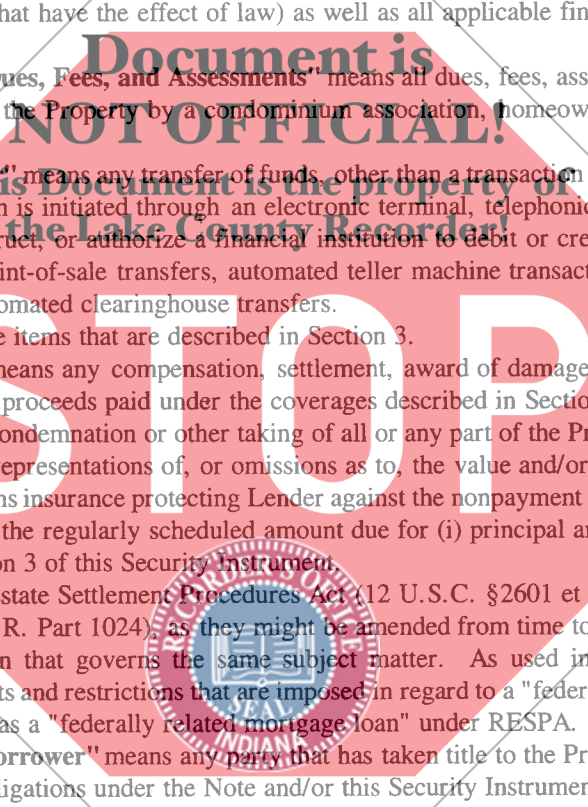 hat have the effect of law) as well as all applicable fin
Document is
ues, Fees, and Assessments" means all dues, fees, ass
the Property by a condominium association, homeow
NOT OFFICIAL!
" means any transfer of funds, other than a transaction
is Document is the property of
n is initiated through an electronic terminal, telephoni
the Lake County Recorder!
ruct, or authorize a financial institution to debit or cre
int-of-sale transfers, automated teller machine transact
omated clearinghouse transfers.
e items that are described in Section 3.
STOP
means any compensation, settlement, award of damage
proceeds paid under the coverages described in Sectio
ondemnation or other taking of all or any part of the Pr
epresentations of, or omissions as to, the value and/or
ns insurance protecting Lender against the nonpayment
the regularly scheduled amount due for (i) principal a
on 3 of this Security Instrument.
state Settlement Procedures Act (12 U.S.C. §2601 et
R. Part 1024), as they might be amended from time to
n that governs the same subject matter. As used in
ts and restrictions that are imposed in regard to a "feder
as a "federally related mortgage loan" under RESPA.
orrower" means any party that has taken title to the Pr
ligations under the Note and/or this Security Instrumen
RECORDER'S OFFICE
SEAL
INDIANA